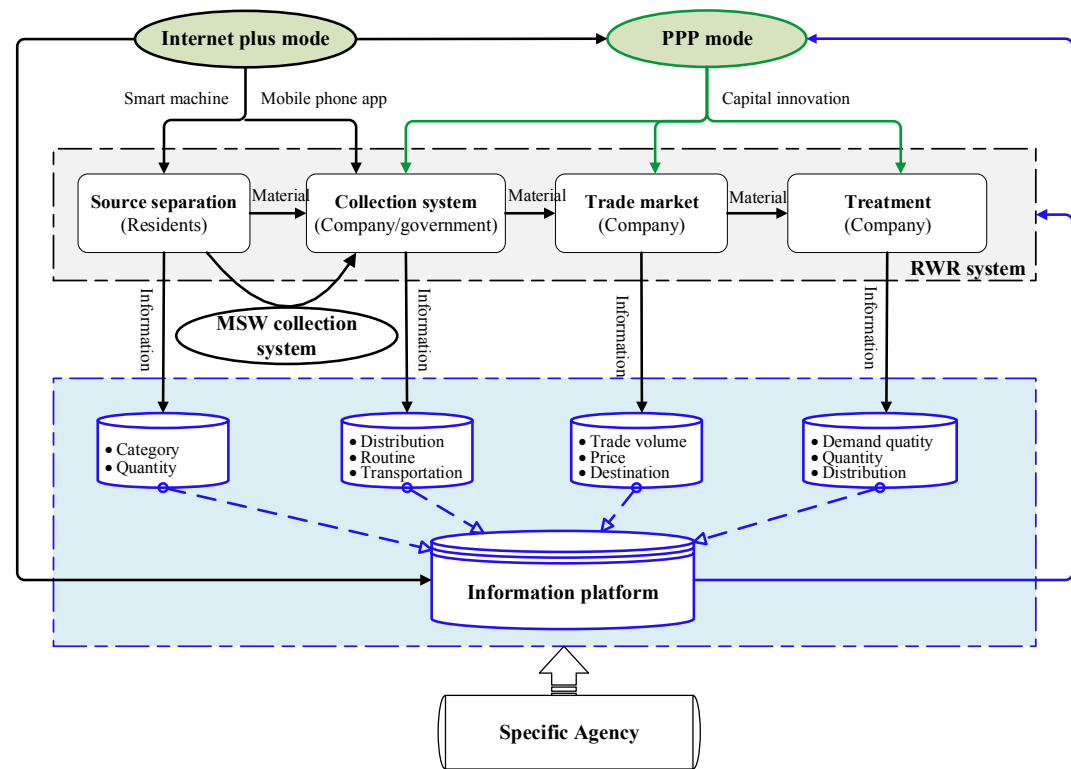 Internet plus mode
PPP mode
Smart machine
Mobile phone app
Capital innovation
Source separation
(Residents)
Material
Collection system
(Company/government)
Material
Trade market
(Company)
Material
Treatment
(Company)
RWR system
MSW collection
system
Information
Information
Information
Information
• Category
• Quantity
• Distribution
• Routine
• Transportation
• Trade volume
• Price
• Destination
• Demand quatity
• Quantity
• Distribution
Information platform
Specific Agency